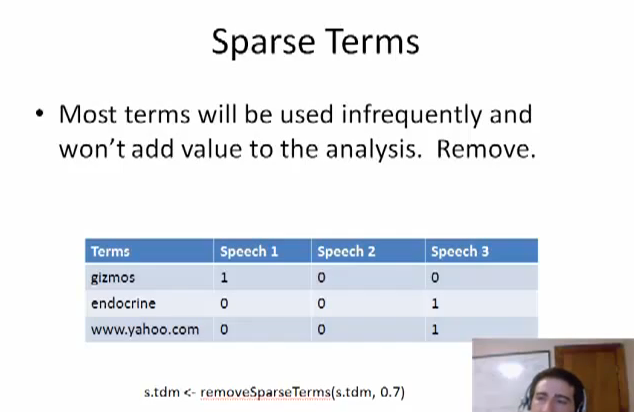 Sparse Terms
• Most terms will be used infrequently and
won't add value to the analysis. Remove.
Terms Speech 1 Speech 2 Speech 3
gizmos 1 0 0
endocrine 0 0 1
www.yahoo.com 0 0 1
s.tdm <- removeSparseTerms(s.tdm, 0.7)